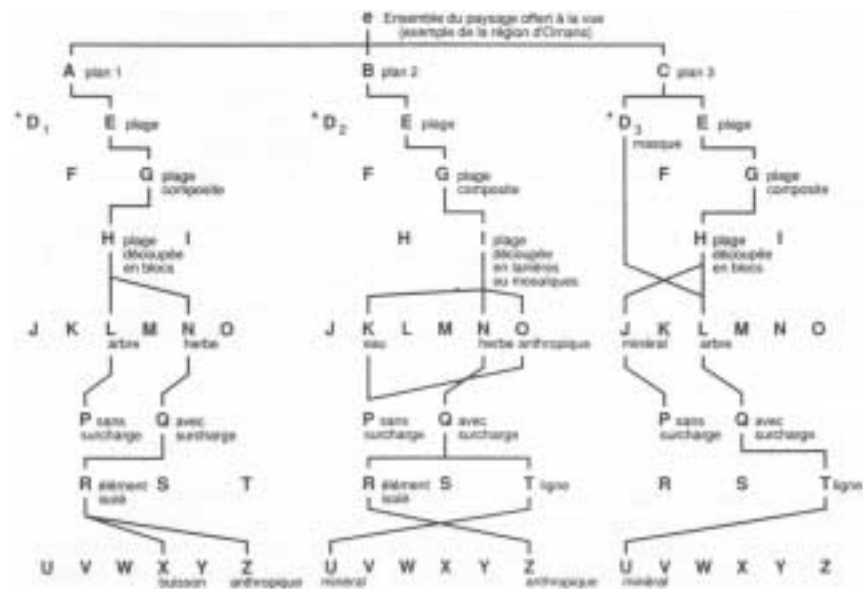 e Ensemble du paysage offert à la vue
(exemple de la région d'Ornans)
A plan 1 B plan 2 C plan 3
* D1 E plage * D2 E plage * D3 masque E plage
F G plage composite F G plage composite F G plage composite
H plage découpée en blocs I H I plage découpée en lanières ou mosaïques H plage découpée en blocs I
J K L M N O J K L M N O J K L M N O
arbre herbe eau herbe anthropique minéral arbre
P sans surcharge Q avec surcharge P sans surcharge Q avec surcharge P sans surcharge Q avec surcharge
R élément isolé S T R élément isolé S T ligne R S T ligne
U V W X Y Z U V W X Y Z U V W X Y Z
buisson anthropique minéral anthropique minéral